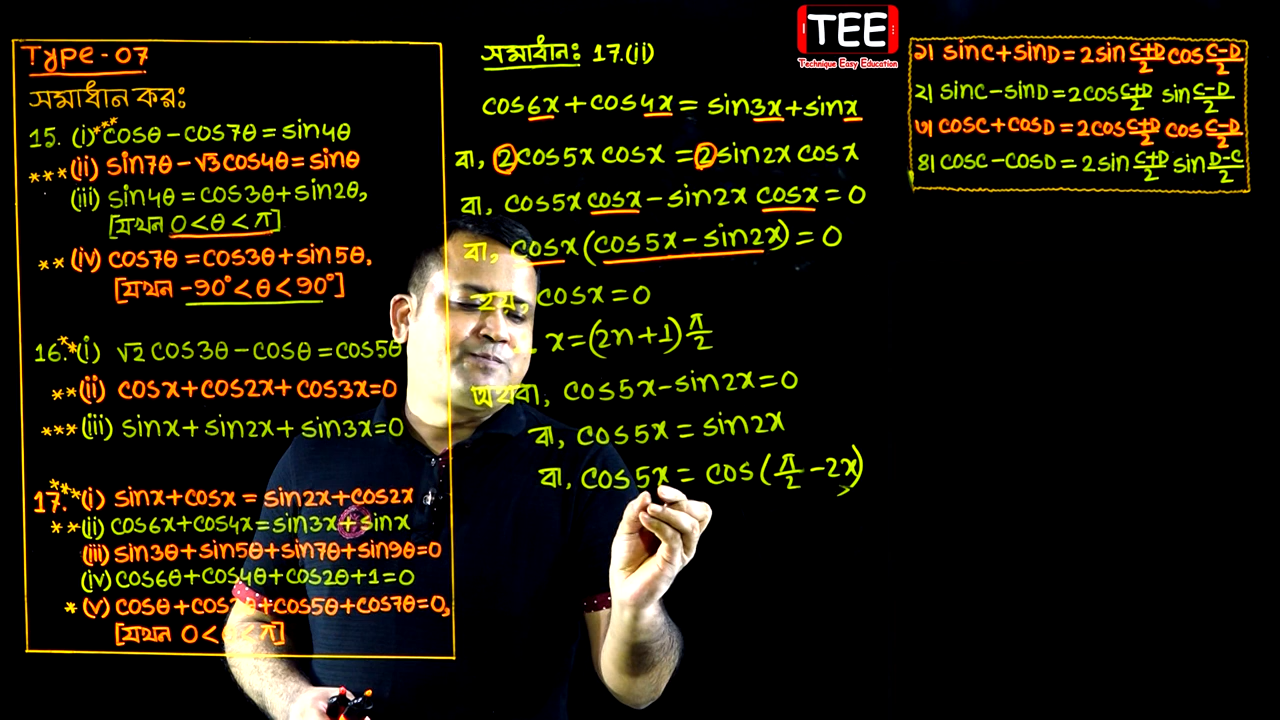 Type-07
সমাধান করঃ
15. (i)*** cosθ − cos7θ = sin4θ
*** (ii) sin7θ − √3cos4θ = sinθ
(iii) sin4θ = cos3θ + sin2θ,
[যখন 0 < θ < π]
** (iv) cos7θ = cos3θ + sin5θ,
[যখন -90° < θ < 90°]
16.** (i) √2 cos3θ − cosθ = cos5θ
** (ii) cosx + cos2x + cos3x = 0
*** (iii) sinx + sin2x + sin3x = 0
17.*** (i) sinx + cosx = sin2x + cos2x
** (ii) cos6x + cos4x = sin3x + sinx
(iii) sin3θ + sin5θ + sin7θ + sin9θ = 0
(iv) cos6θ + cos4θ + cos2θ + 1 = 0
* (v) cosθ + cos + cos5θ + cos7θ = 0,
[যখন 0 < θ < π]
সমাধানঃ 17.(ii)
cos6x + cos4x = sin3x + sinx
বা, 2cos5x cosx = 2sin2x cosx
বা, cos5x cosx − sin2x cosx = 0
বা, cosx (cos5x − sin2x) = 0
হয়, cosx = 0
x = (2n+1) π/2
অথবা, cos5x − sin2x = 0
বা, cos5x = sin2x
বা, cos5x = cos (π/2 − 2x)
TEE
Technique Easy Education
১। sinC + sinD = 2sin (C+D)/2 cos (C−D)/2
২। sinC − sinD = 2cos (C+D)/2 sin (C−D)/2
৩। cosC + cosD = 2cos (C+D)/2 cos (C−D)/2
৪। cosC − cosD = 2sin (C+D)/2 sin (D−C)/2